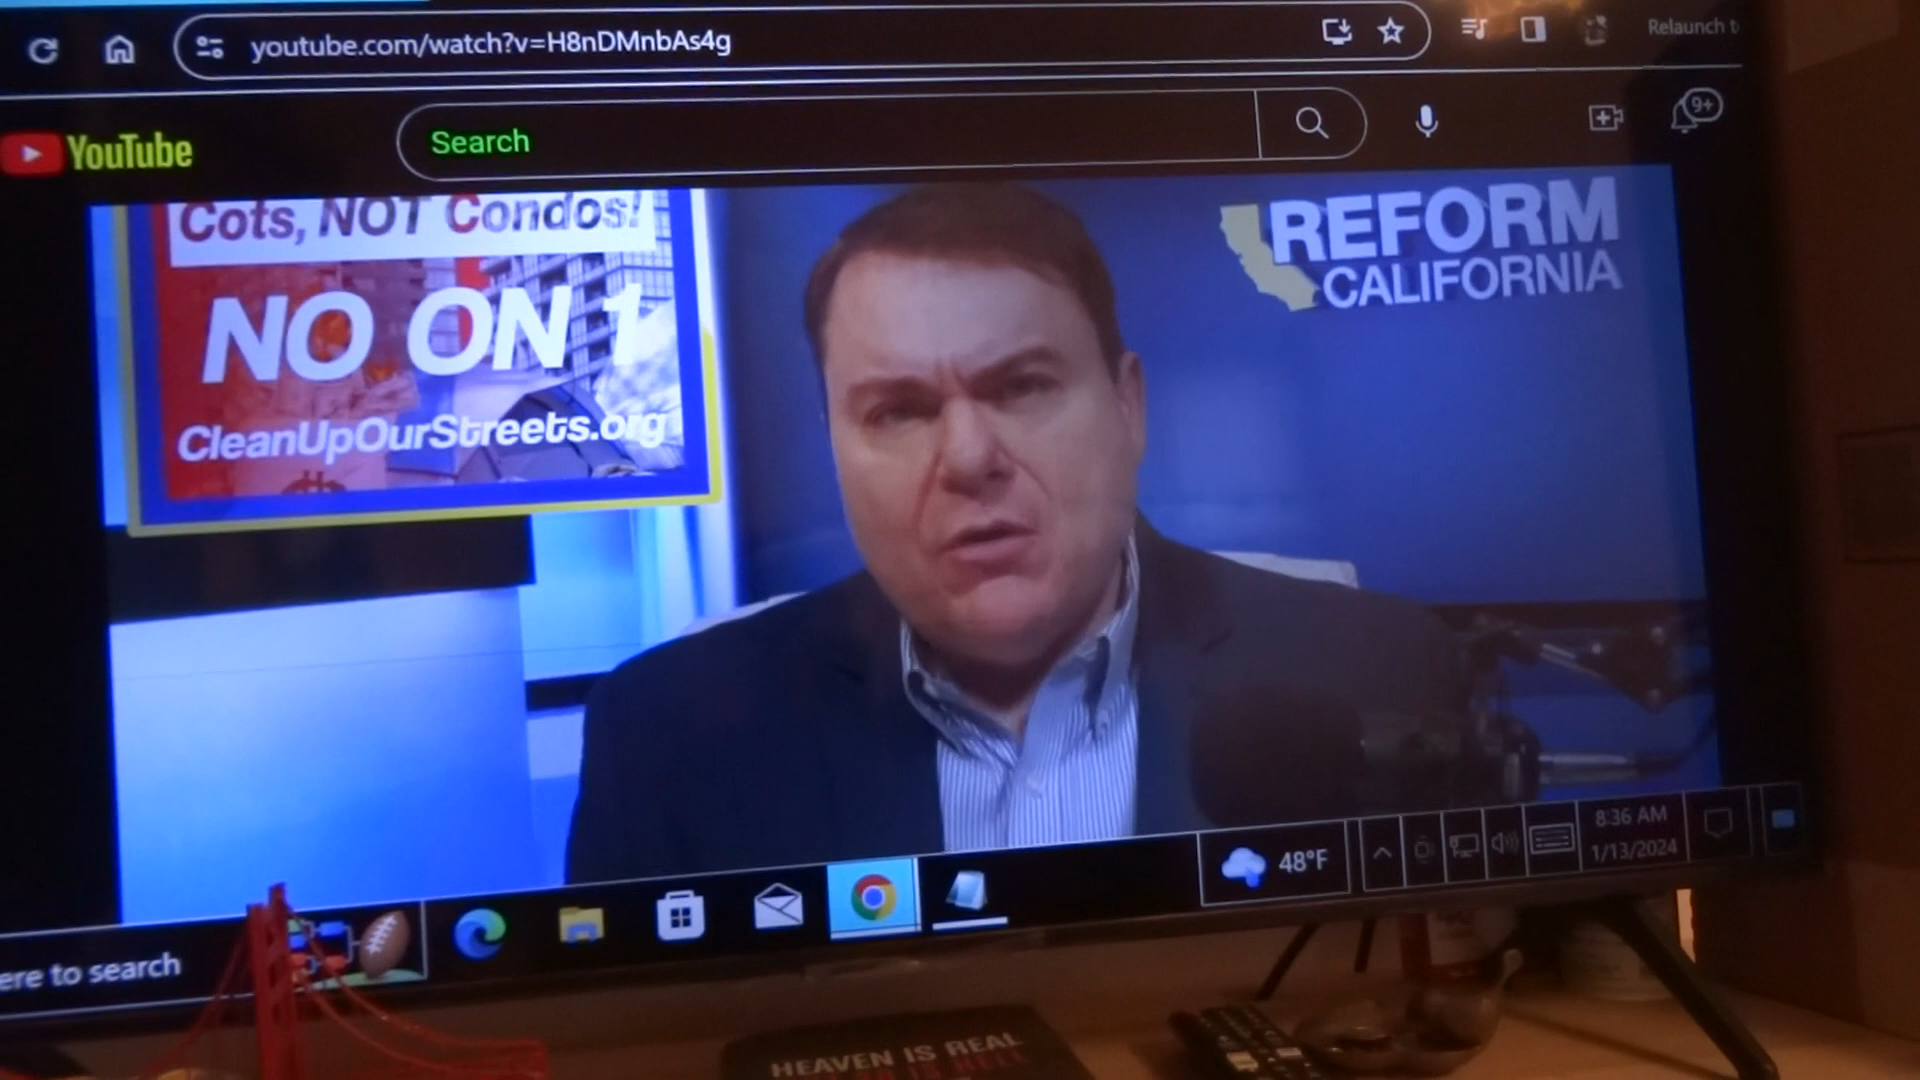 youtube.com/watch?v=H8nDMnbAs4g
Relaunch t
YouTube
Search
9+
Cots, NOT Condos!
NO ON 1
CleanUpOurStreets.org
REFORM
CALIFORNIA
48°F
8:36 AM
1/13/2024
ere to search
HEAVEN IS REAL